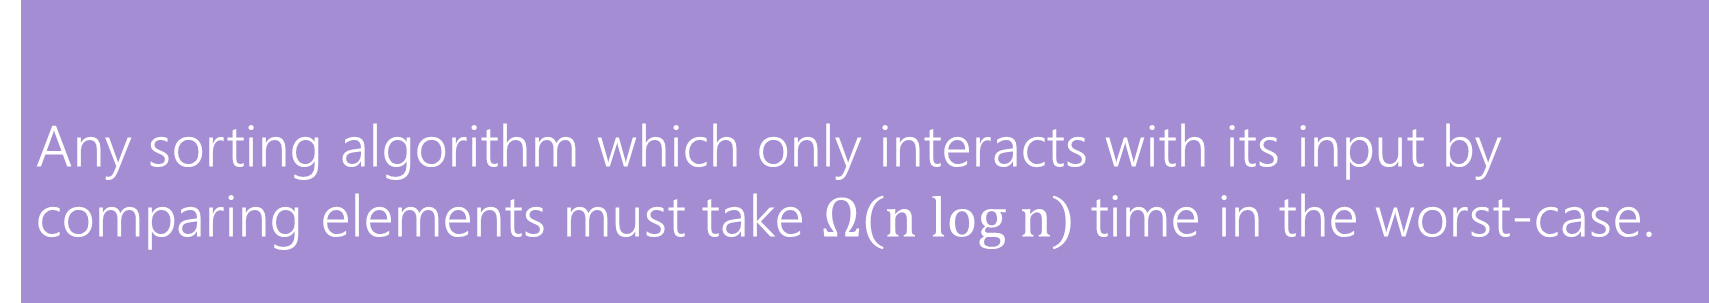 Any sorting algorithm which only interacts with its input by
comparing elements must take Ω(n log n) time in the worst-case.